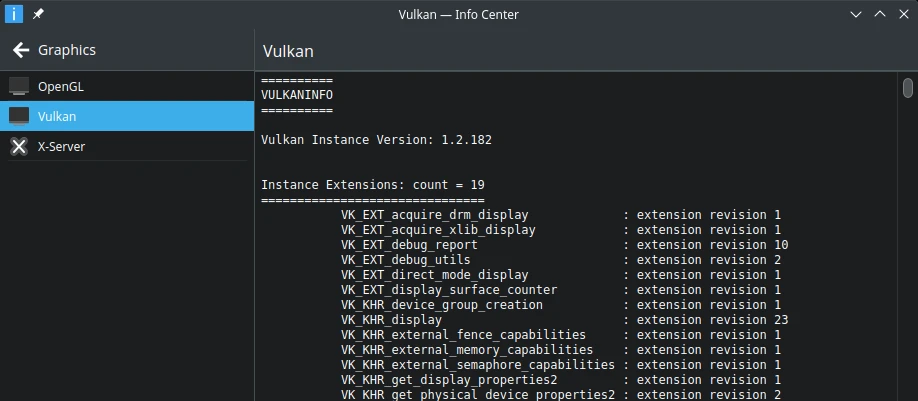 Vulkan — Info Center
Graphics
Vulkan
OpenGL
Vulkan
X-Server
==========
VULKANINFO
==========
Vulkan Instance Version: 1.2.182
Instance Extensions: count = 19
===============================
VK_EXT_acquire_drm_display : extension revision 1
VK_EXT_acquire_xlib_display : extension revision 1
VK_EXT_debug_report : extension revision 10
VK_EXT_debug_utils : extension revision 2
VK_EXT_direct_mode_display : extension revision 1
VK_EXT_display_surface_counter : extension revision 1
VK_KHR_device_group_creation : extension revision 1
VK_KHR_display : extension revision 23
VK_KHR_external_fence_capabilities : extension revision 1
VK_KHR_external_memory_capabilities : extension revision 1
VK_KHR_external_semaphore_capabilities : extension revision 1
VK_KHR_get_display_properties2 : extension revision 1
VK_KHR_get_physical_device_properties2 : extension revision 2